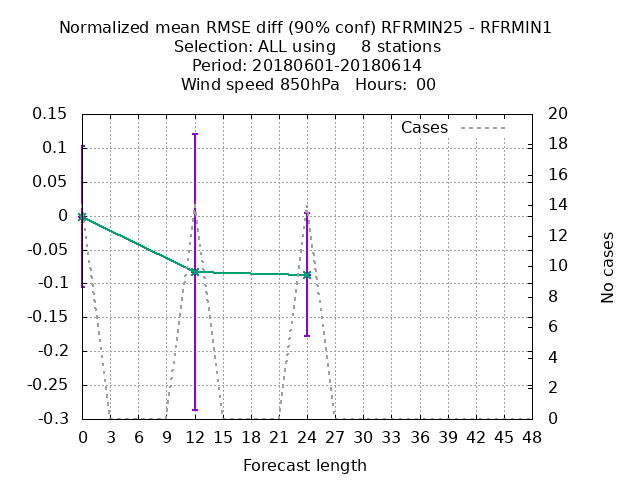 Normalized mean RMSE diff (90% conf) RFRMIN25 - RFRMIN1
Selection: ALL using     8 stations
Period: 20180601-20180614
Wind speed 850hPa   Hours: 00
Cases
0.15
0.1
0.05
0
-0.05
-0.1
-0.15
-0.2
-0.25
-0.3
20
18
16
14
12
10
8
6
4
2
0
No cases
0 3 6 9 12 15 18 21 24 27 30 33 36 39 42 45 48
Forecast length